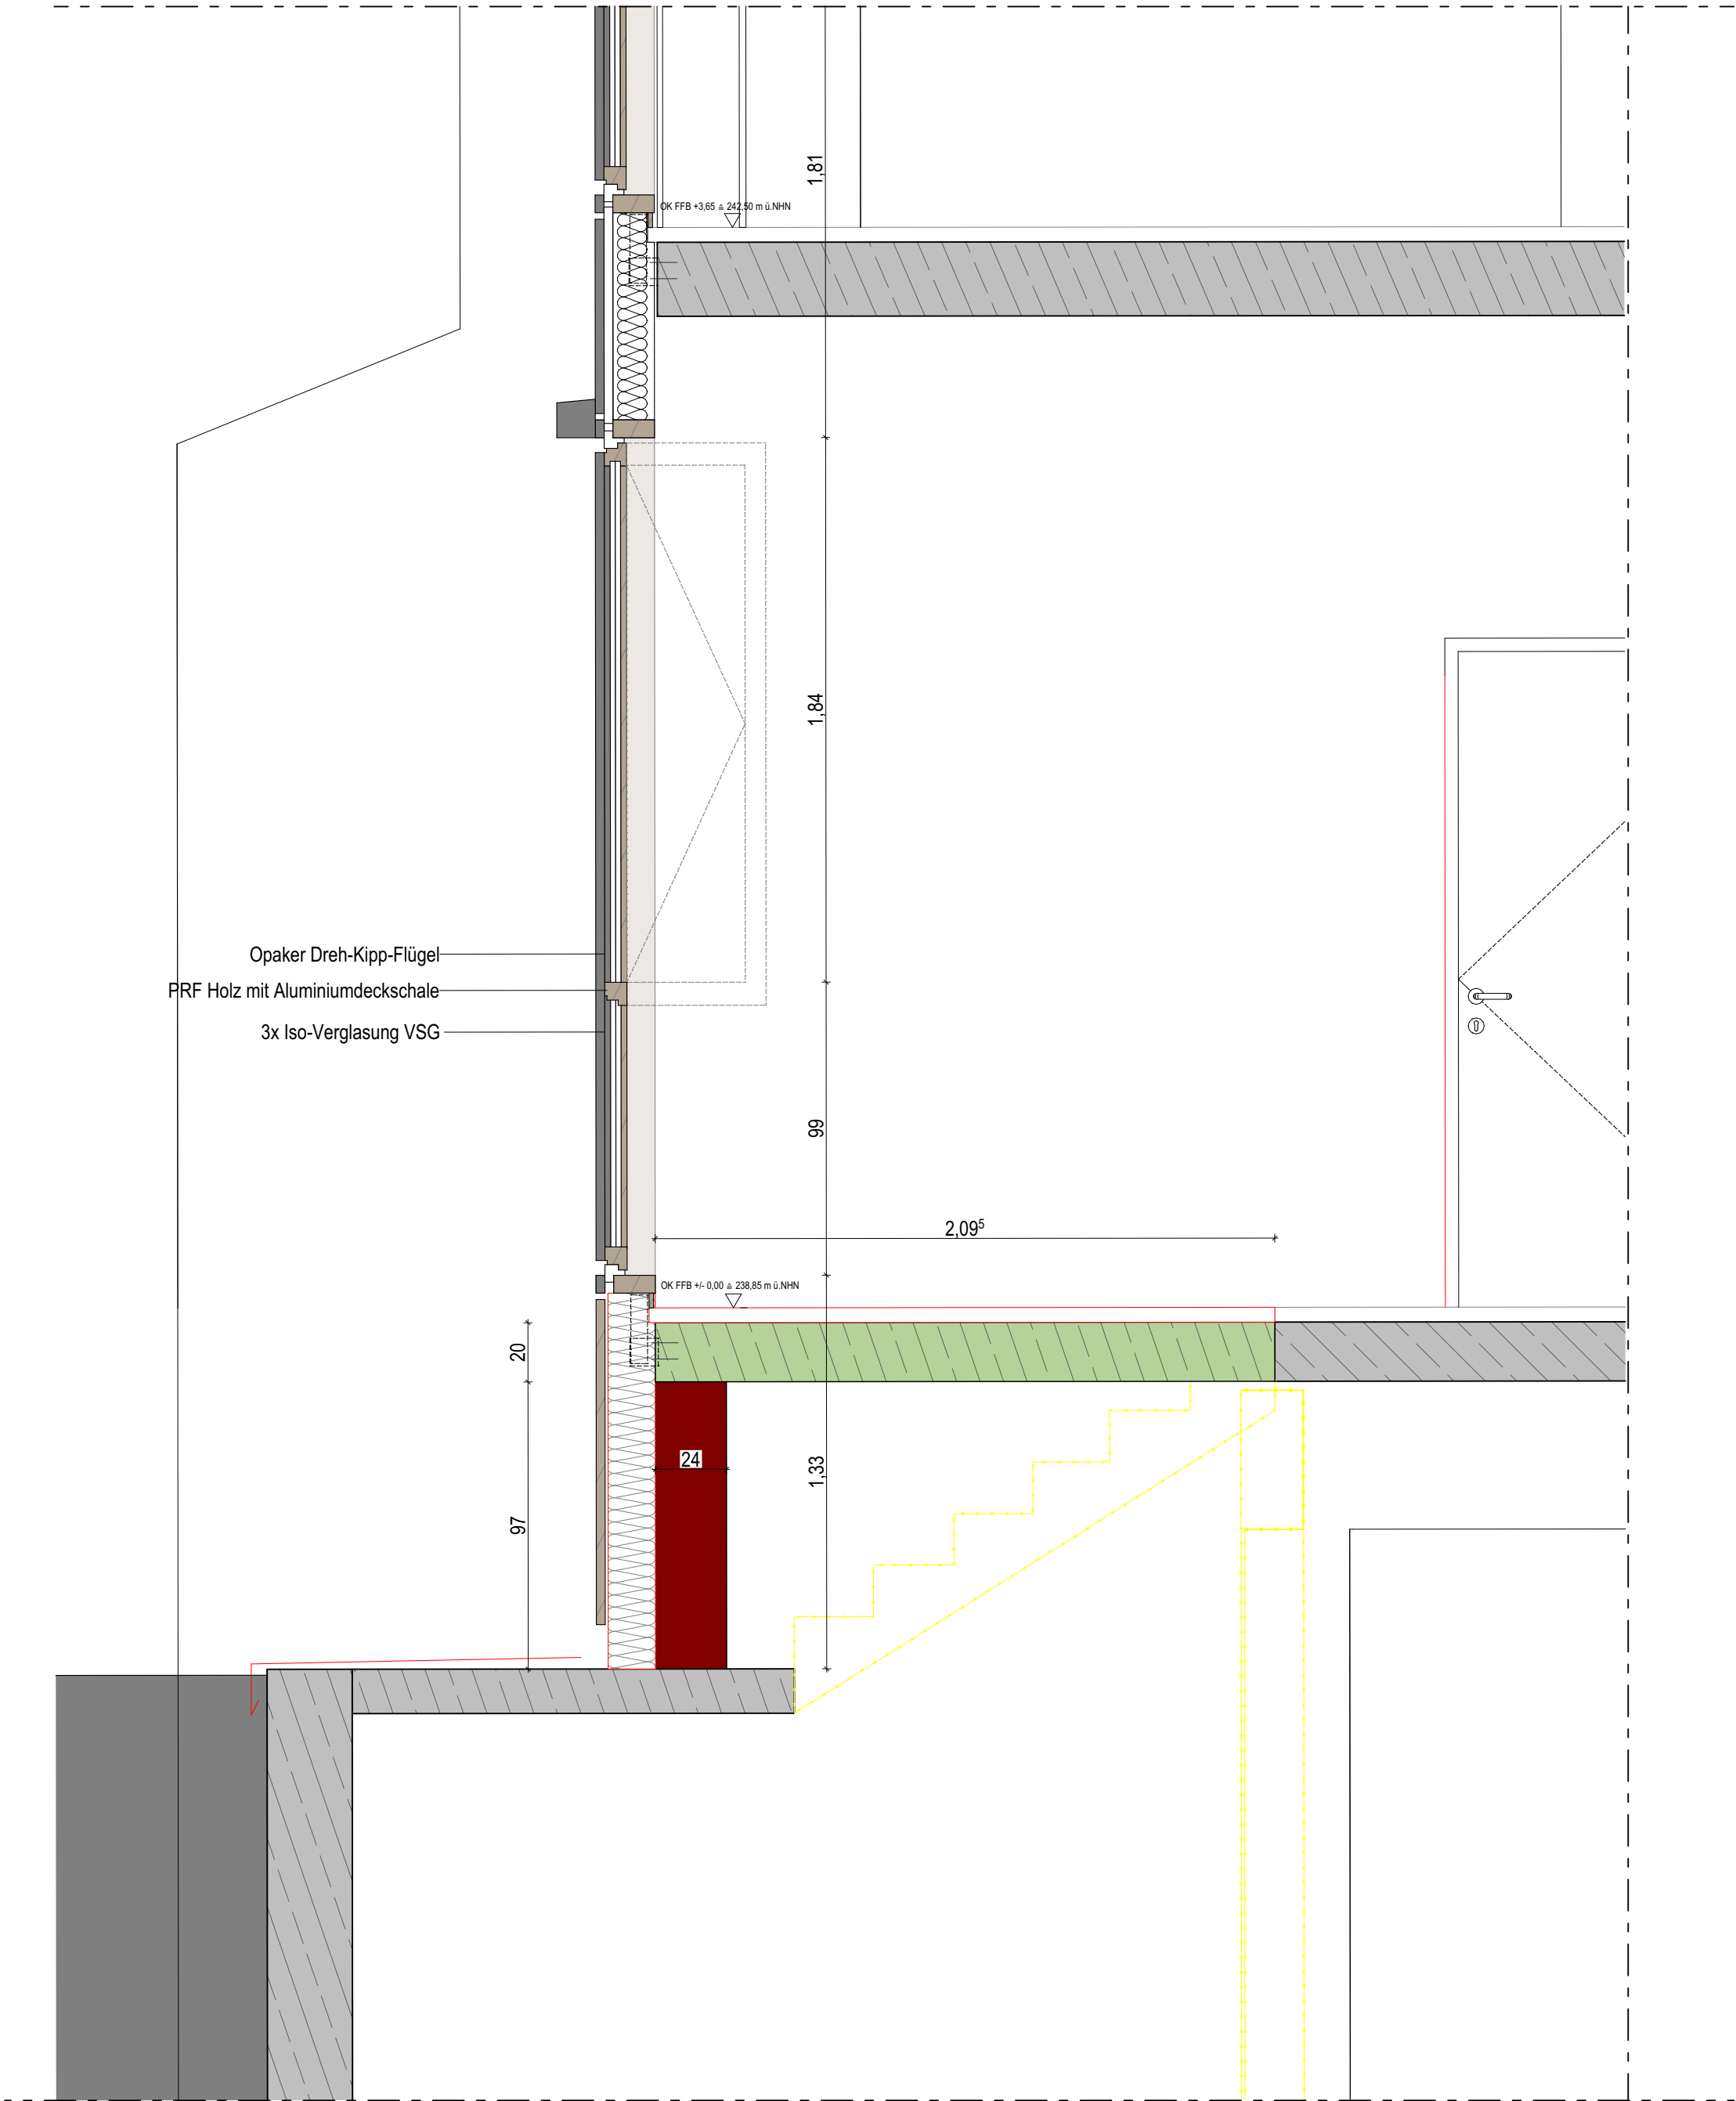 1,81
OK FFB +3,65 ≙ 242,50 m ü.NHN
1,84
Opaker Dreh-Kipp-Flügel
PRF Holz mit Aluminiumdeckschale
3x Iso-Verglasung VSG
99
2,09⁵
OK FFB +/- 0,00 ≙ 238,85 m ü.NHN
20
24
1,33
97